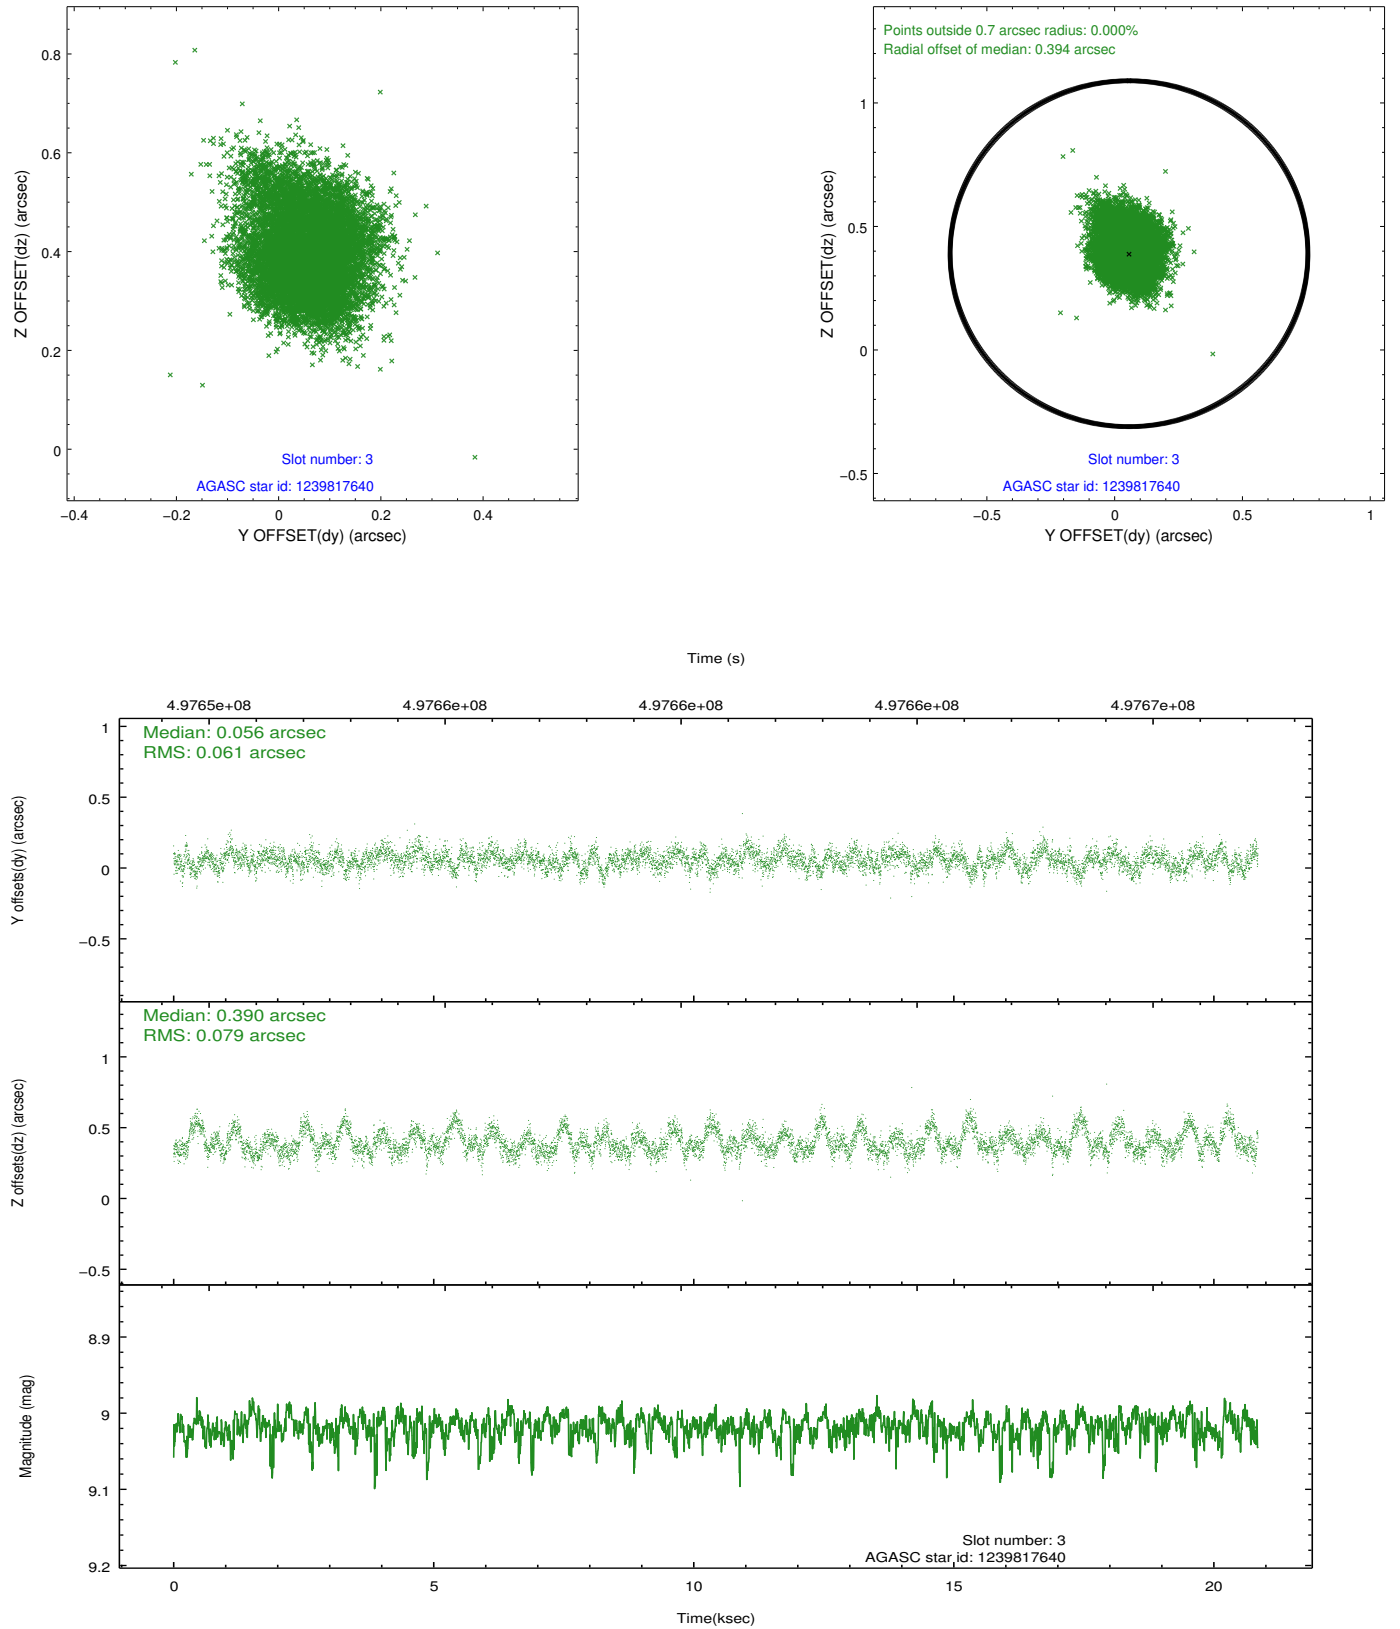 0.8
0.6
0.4
0.2
0
Z OFFSET(dz) (arcsec)
Slot number: 3
AGASC star id: 1239817640
−0.4 −0.2 0 0.2 0.4
Y OFFSET(dy) (arcsec)
Points outside 0.7 arcsec radius: 0.000%
Radial offset of median: 0.394 arcsec
1
0.5
0
−0.5
Z OFFSET(dz) (arcsec)
Slot number: 3
AGASC star id: 1239817640
−0.5 0 0.5 1
Y OFFSET(dy) (arcsec)
Time (s)
4.9765e+08 4.9766e+08 4.9766e+08 4.9766e+08 4.9767e+08
Median: 0.056 arcsec
RMS: 0.061 arcsec
1
0.5
0
−0.5
Y offsets(dy) (arcsec)
Median: 0.390 arcsec
RMS: 0.079 arcsec
1
0.5
0
−0.5
Z offsets(dz) (arcsec)
8.9
9
9.1
9.2
Magnitude (mag)
Slot number: 3
AGASC star id: 1239817640
0 5 10 15 20
Time(ksec)